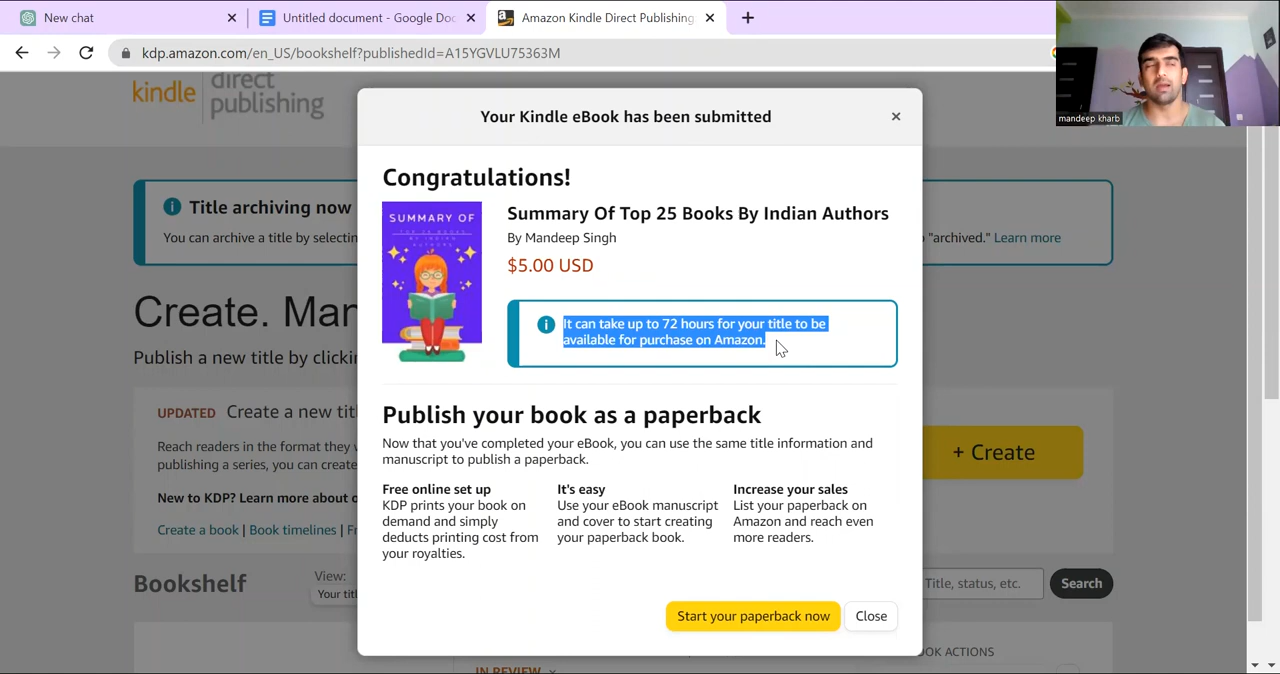 New chat
Untitled document - Google Doc
Amazon Kindle Direct Publishing
kdp.amazon.com/en_US/bookshelf?publishedId=A15YGVLU75363M
mandeep kharb
kindle direct publishing
Your Kindle eBook has been submitted
Congratulations!
SUMMARY OF
TOP 25 BOOKS
BY INDIAN
AUTHORS
Summary Of Top 25 Books By Indian Authors
By Mandeep Singh
$5.00 USD
It can take up to 72 hours for your title to be
available for purchase on Amazon.
Title archiving now
You can archive a title by selectin
"archived." Learn more
Create. Mar
Publish a new title by clickin
UPDATED Create a new titl
Reach readers in the format they w
publishing a series, you can create
New to KDP? Learn more about o
Create a book | Book timelines | Fr
+ Create
Publish your book as a paperback
Now that you've completed your eBook, you can use the same title information and
manuscript to publish a paperback.
Free online set up
KDP prints your book on
demand and simply
deducts printing cost from
your royalties.
It's easy
Use your eBook manuscript
and cover to start creating
your paperback book.
Increase your sales
List your paperback on
Amazon and reach even
more readers.
Start your paperback now
Close
Bookshelf
View:
Your titl
Title, status, etc.
Search
IN REVIEW
OOK ACTIONS